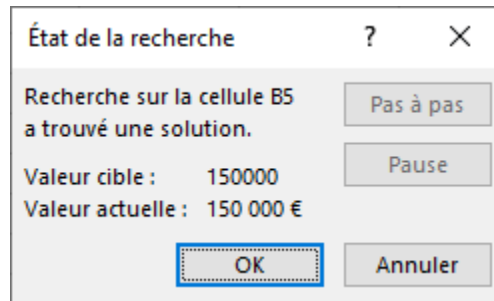 État de la recherche ? ×
Recherche sur la cellule B5
a trouvé une solution.
Pas à pas
Valeur cible : 150000
Valeur actuelle : 150 000 €
Pause
OK
Annuler